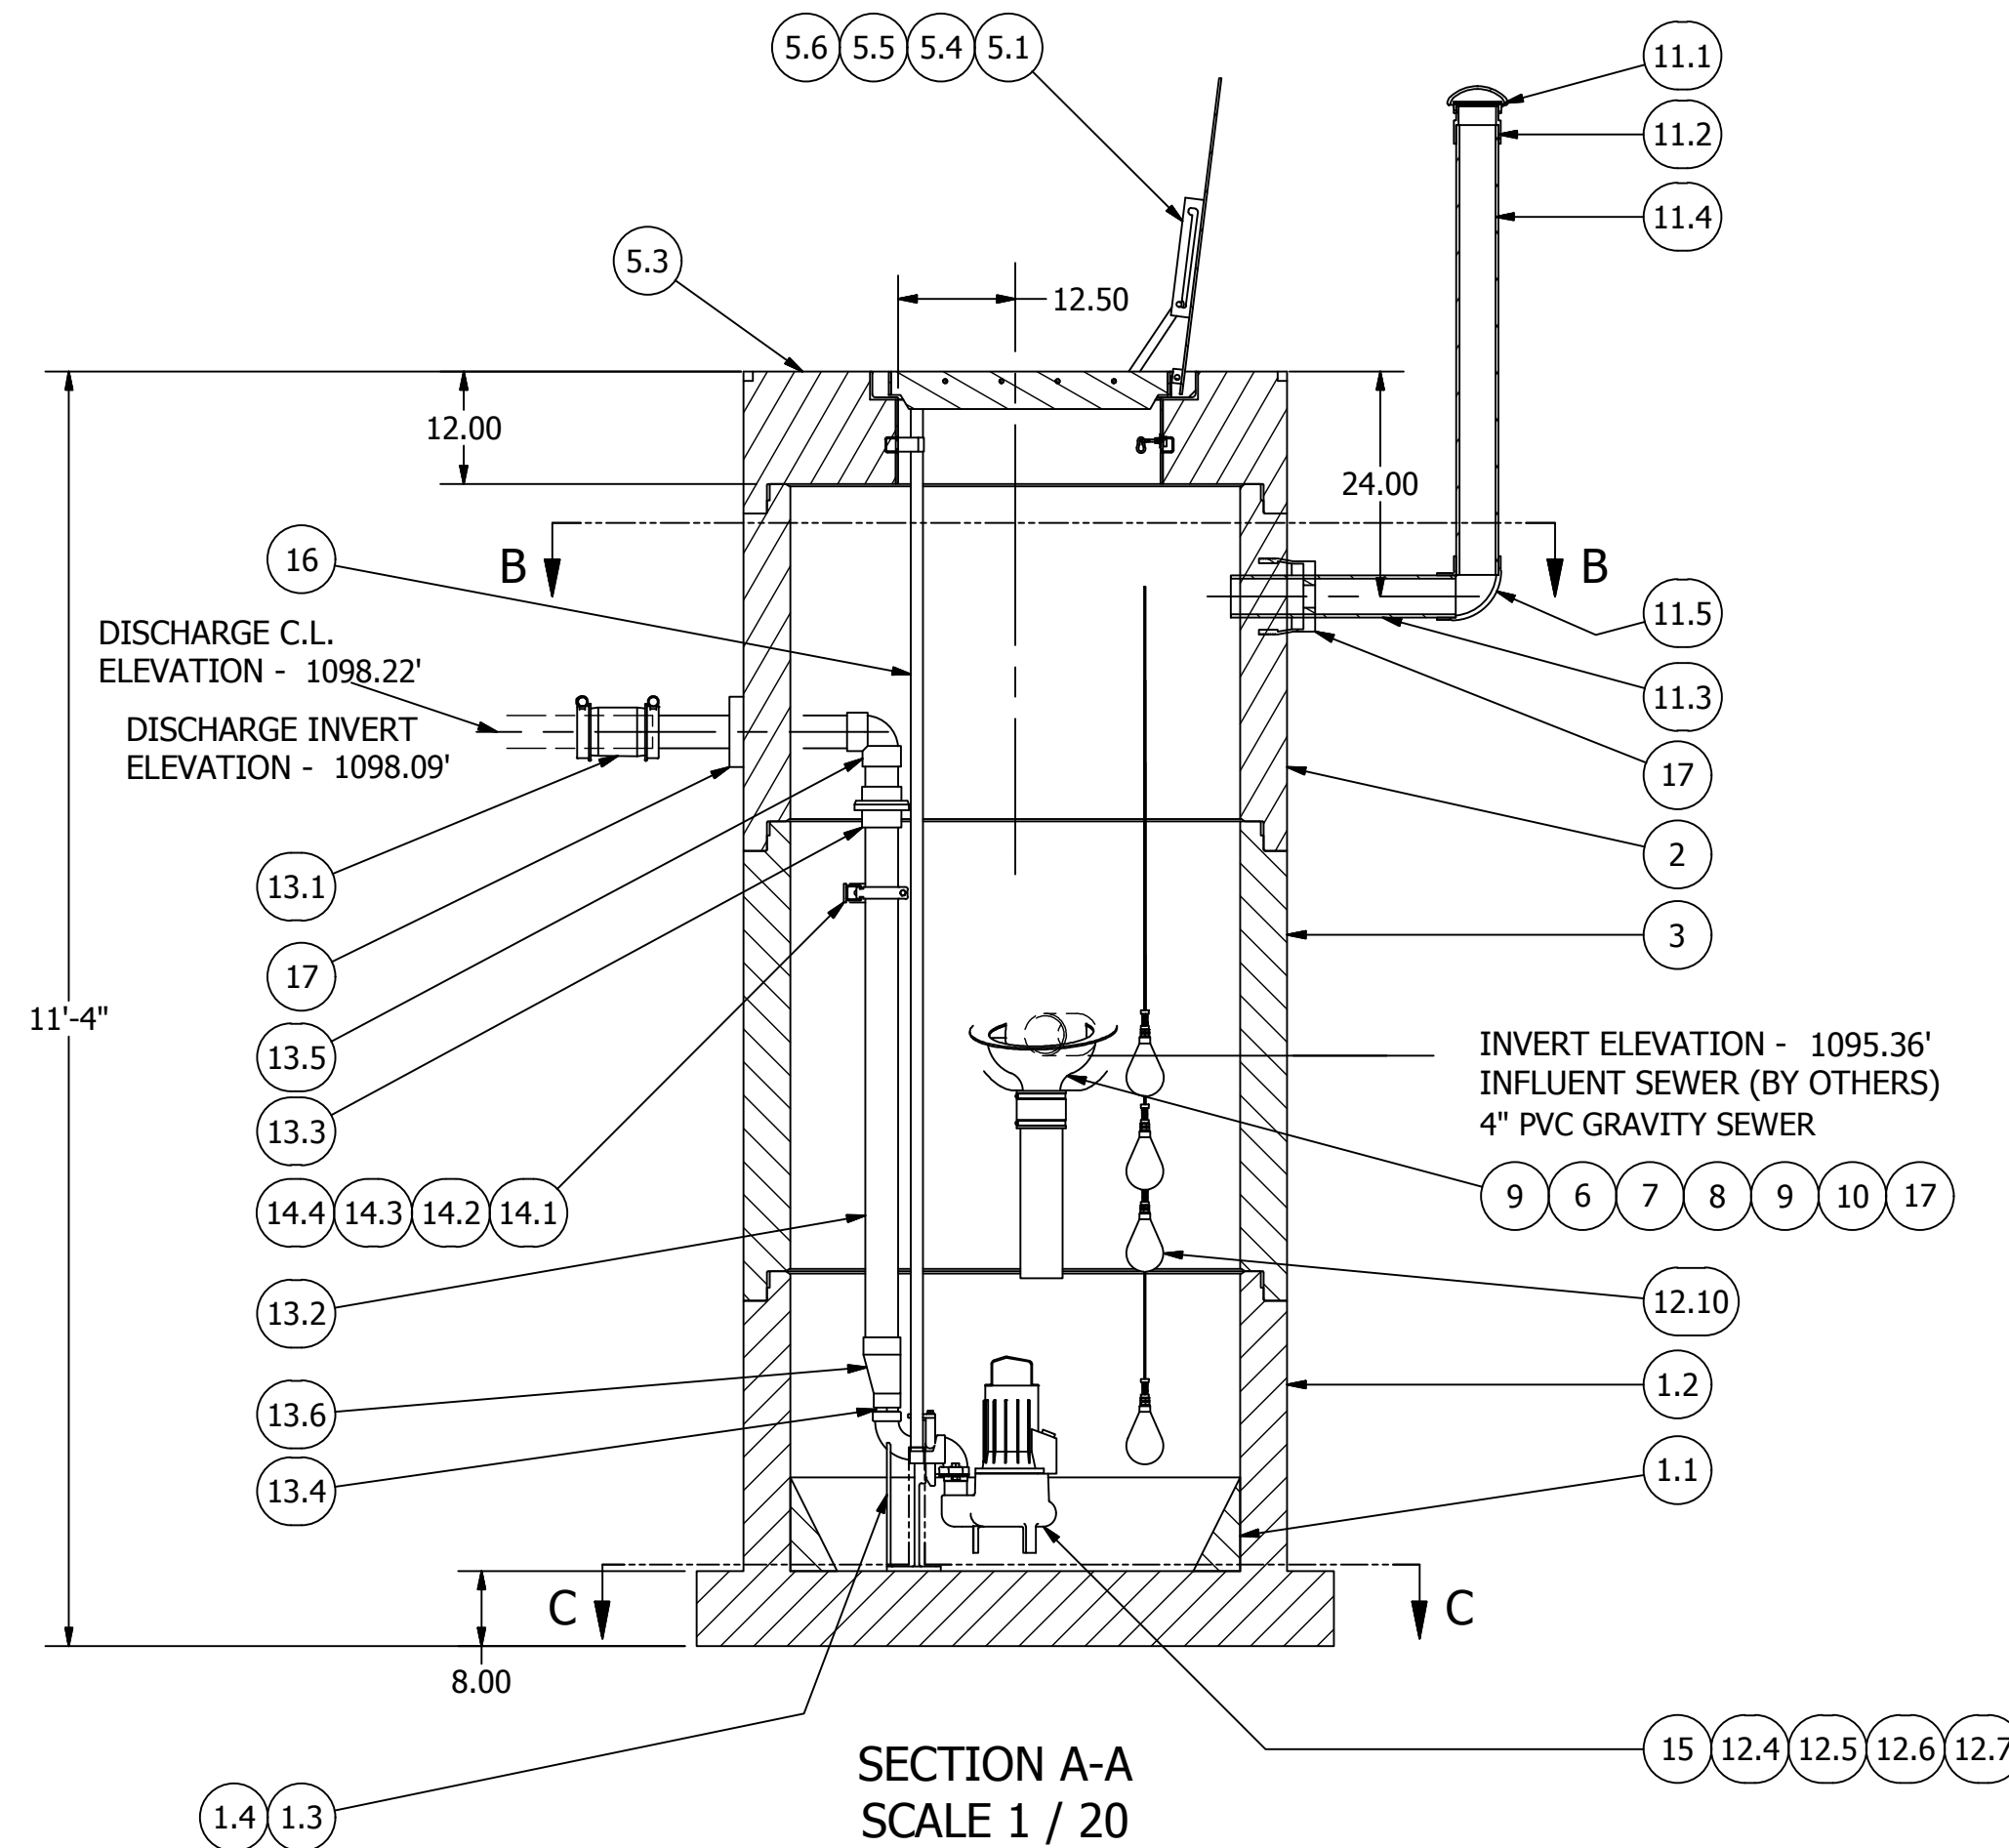 5.6 5.5 5.4 5.1
11.1
11.2
11.4
5.3
12.50
12.00
24.00
16
B B
DISCHARGE C.L.
ELEVATION - 1098.22'
DISCHARGE INVERT
ELEVATION - 1098.09'
11.5
11.3
17
2
13.1
3
17
11'-4"
13.5
INVERT ELEVATION - 1095.36'
INFLUENT SEWER (BY OTHERS)
4" PVC GRAVITY SEWER
13.3
9 6 7 8 9 10 17
14.4 14.3 14.2 14.1
12.10
13.2
1.2
13.6
1.1
13.4
C C
8.00
15 12.4 12.5 12.6 12.7
SECTION A-A
SCALE 1 / 20
1.4 1.3